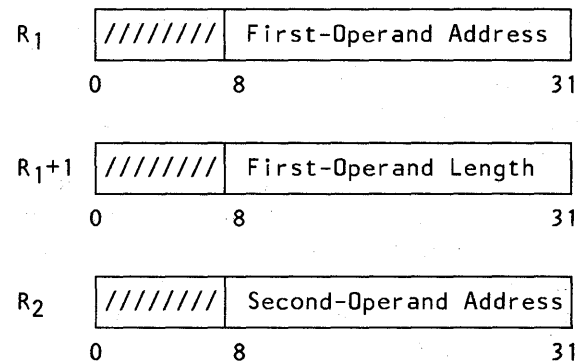 R1 //////// First-Operand Address
0 8 31
R1+1 //////// First-Operand Length
0 8 31
R2 //////// Second-Operand Address
0 8 31